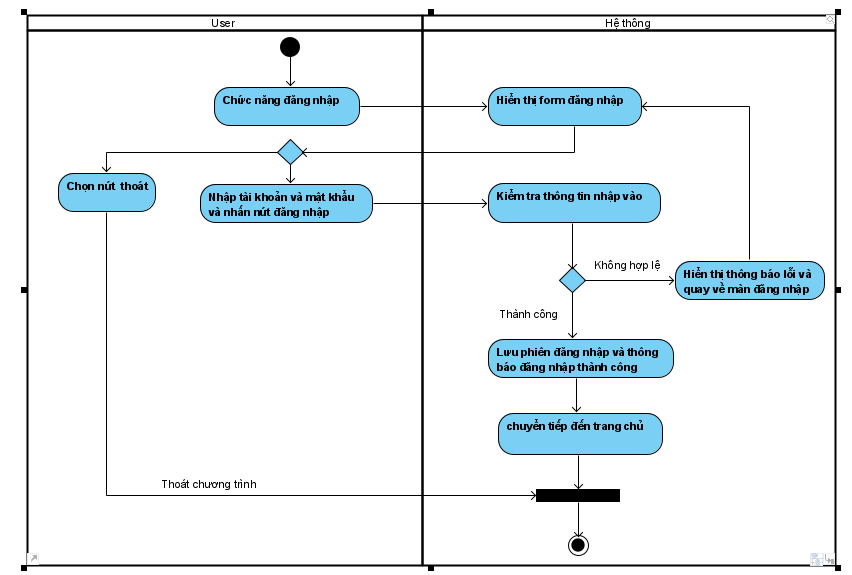 User
Hệ thông
Chức năng đăng nhập
Hiển thị form đăng nhập
Chọn nút thoát
Nhập tài khoản và mật khẩu
và nhấn nút đăng nhập
Kiểm tra thông tin nhập vào
Không hợp lệ
Hiển thị thông báo lỗi và
quay về màn đăng nhập
Thành công
Lưu phiên đăng nhập và thông
báo đăng nhập thành công
chuyển tiếp đến trang chủ
Thoát chương trình